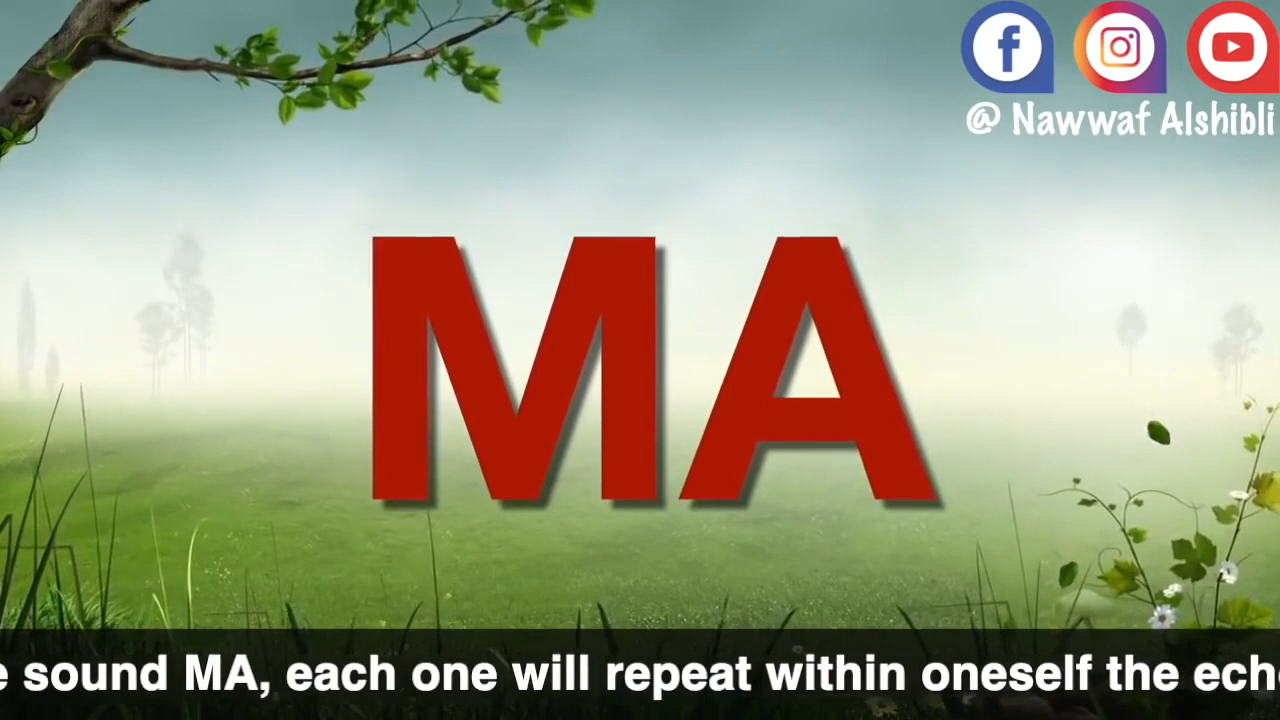 @ Nawwaf Alshibli
MA
sound MA, each one will repeat within oneself the